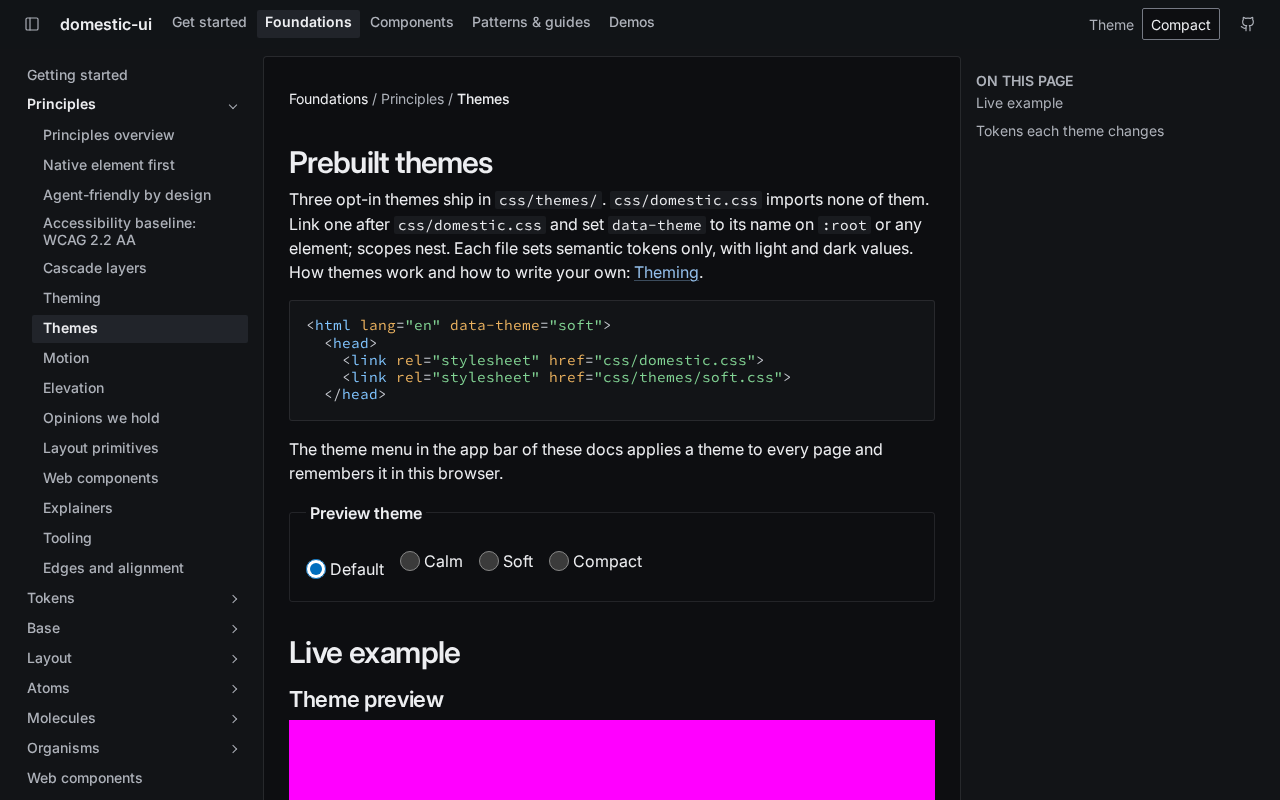 domestic-ui
Get started
Foundations
Components
Patterns & guides
Demos
Theme
Compact
Getting started
Principles
Principles overview
Native element first
Agent-friendly by design
Accessibility baseline:
WCAG 2.2 AA
Cascade layers
Theming
Themes
Motion
Elevation
Opinions we hold
Layout primitives
Web components
Explainers
Tooling
Edges and alignment
Tokens
Base
Layout
Atoms
Molecules
Organisms
Web components
Foundations / Principles / Themes
Prebuilt themes
Three opt-in themes ship in css/themes/. css/domestic.css imports none of them.
Link one after css/domestic.css and set data-theme to its name on :root or any
element; scopes nest. Each file sets semantic tokens only, with light and dark values.
How themes work and how to write your own: Theming.
<html lang="en" data-theme="soft">
  <head>
    <link rel="stylesheet" href="css/domestic.css">
    <link rel="stylesheet" href="css/themes/soft.css">
  </head>
The theme menu in the app bar of these docs applies a theme to every page and
remembers it in this browser.
Preview theme
Default
Calm
Soft
Compact
Live example
Theme preview
ON THIS PAGE
Live example
Tokens each theme changes